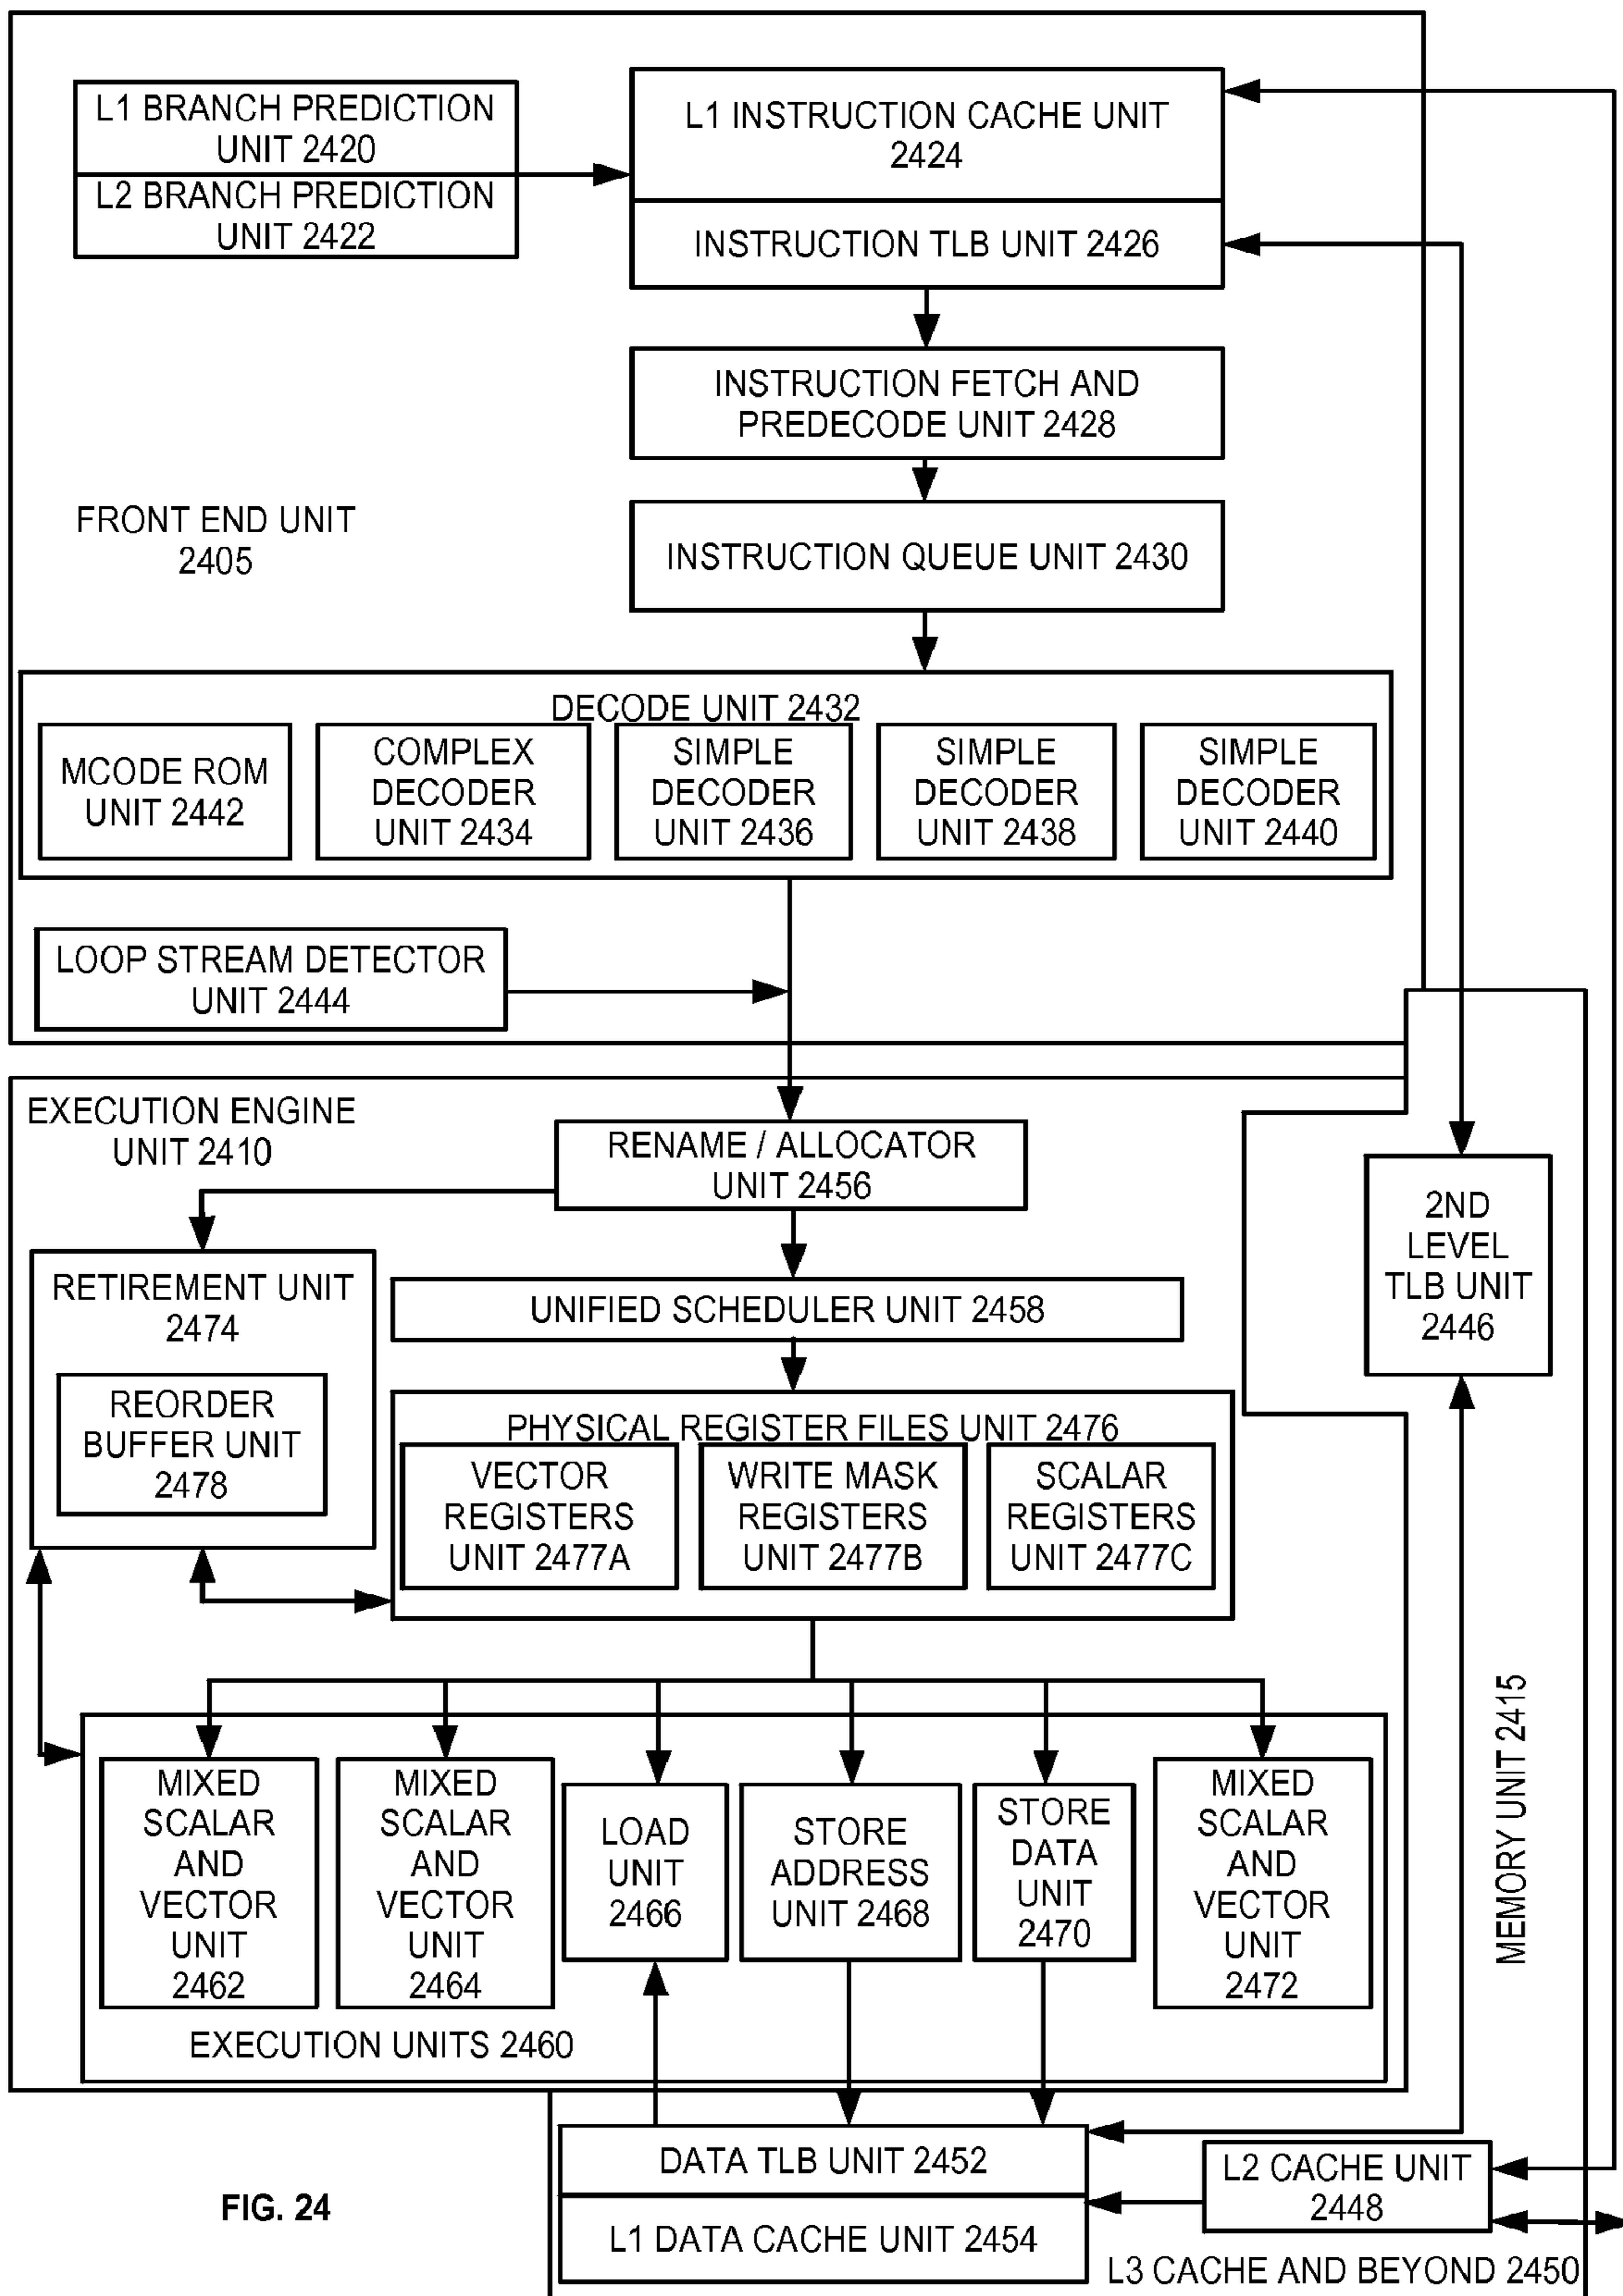 L1 BRANCH PREDICTION
UNIT 2420
L2 BRANCH PREDICTION
UNIT 2422
L1 INSTRUCTION CACHE UNIT
2424
INSTRUCTION TLB UNIT 2426
INSTRUCTION FETCH AND
PREDECODE UNIT 2428
FRONT END UNIT
2405
INSTRUCTION QUEUE UNIT 2430
DECODE UNIT 2432
MCODE ROM
UNIT 2442
COMPLEX
DECODER
UNIT 2434
SIMPLE
DECODER
UNIT 2436
SIMPLE
DECODER
UNIT 2438
SIMPLE
DECODER
UNIT 2440
LOOP STREAM DETECTOR
UNIT 2444
EXECUTION ENGINE
UNIT 2410
RENAME / ALLOCATOR
UNIT 2456
2ND
LEVEL
TLB UNIT
2446
RETIREMENT UNIT
2474
REORDER
BUFFER UNIT
2478
UNIFIED SCHEDULER UNIT 2458
PHYSICAL REGISTER FILES UNIT 2476
VECTOR
REGISTERS
UNIT 2477A
WRITE MASK
REGISTERS
UNIT 2477B
SCALAR
REGISTERS
UNIT 2477C
MEMORY UNIT 2415
MIXED
SCALAR
AND
VECTOR
UNIT
2462
MIXED
SCALAR
AND
VECTOR
UNIT
2464
LOAD
UNIT
2466
STORE
ADDRESS
UNIT 2468
STORE
DATA
UNIT
2470
MIXED
SCALAR
AND
VECTOR
UNIT
2472
EXECUTION UNITS 2460
DATA TLB UNIT 2452
L1 DATA CACHE UNIT 2454
L2 CACHE UNIT
2448
L3 CACHE AND BEYOND 2450
FIG. 24